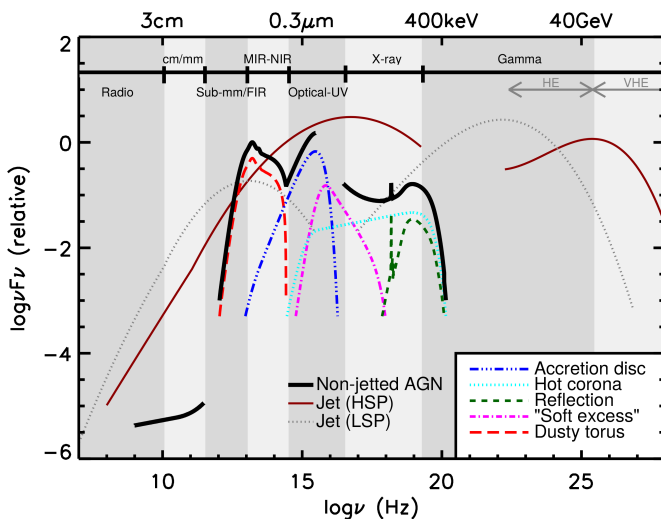 3cm 0.3μm 400keV 40GeV
cm/mm MIR-NIR X-ray Gamma
HE VHE
Radio Sub-mm/FIR Optical-UV
2
0
−2
−4
−6
logνFν (relative)
Non-jetted AGN
Jet (HSP)
Jet (LSP)
Accretion disc
Hot corona
Reflection
"Soft excess"
Dusty torus
10 15 20 25
logν (Hz)